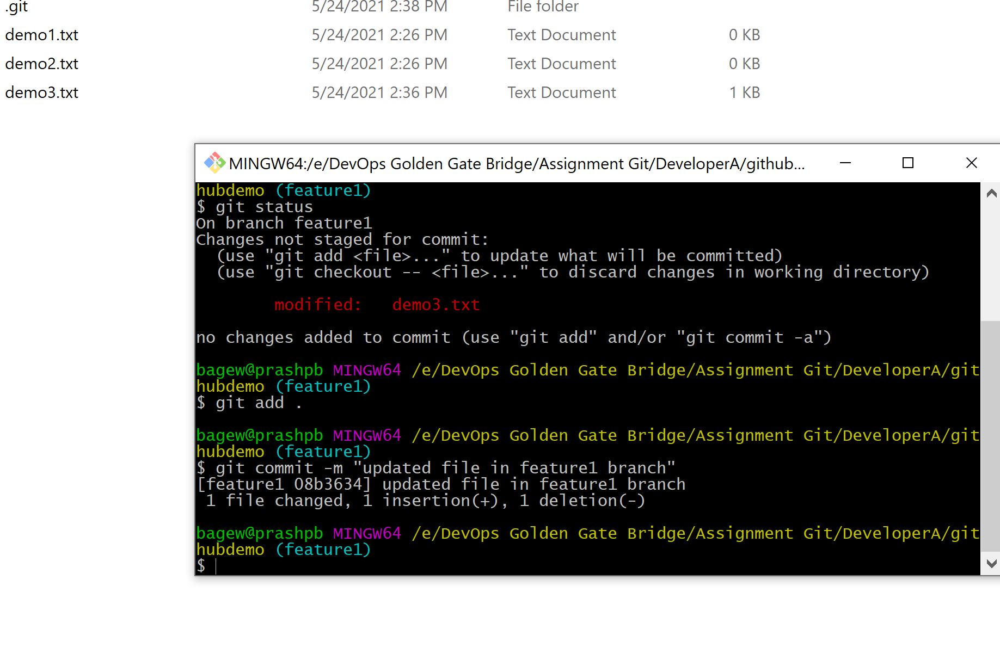 .git 5/24/2021 2:38 PM File folder
demo1.txt 5/24/2021 2:26 PM Text Document 0 KB
demo2.txt 5/24/2021 2:26 PM Text Document 0 KB
demo3.txt 5/24/2021 2:36 PM Text Document 1 KB
MINGW64:/e/DevOps Golden Gate Bridge/Assignment Git/DeveloperA/github...
hubdemo (feature1)
$ git status
On branch feature1
Changes not staged for commit:
  (use "git add <file>..." to update what will be committed)
  (use "git checkout -- <file>..." to discard changes in working directory)
        modified:   demo3.txt
no changes added to commit (use "git add" and/or "git commit -a")
bagew@prashpb MINGW64 /e/DevOps Golden Gate Bridge/Assignment Git/DeveloperA/git
hubdemo (feature1)
$ git add .
bagew@prashpb MINGW64 /e/DevOps Golden Gate Bridge/Assignment Git/DeveloperA/git
hubdemo (feature1)
$ git commit -m "updated file in feature1 branch"
[feature1 08b3634] updated file in feature1 branch
 1 file changed, 1 insertion(+), 1 deletion(-)
bagew@prashpb MINGW64 /e/DevOps Golden Gate Bridge/Assignment Git/DeveloperA/git
hubdemo (feature1)
$